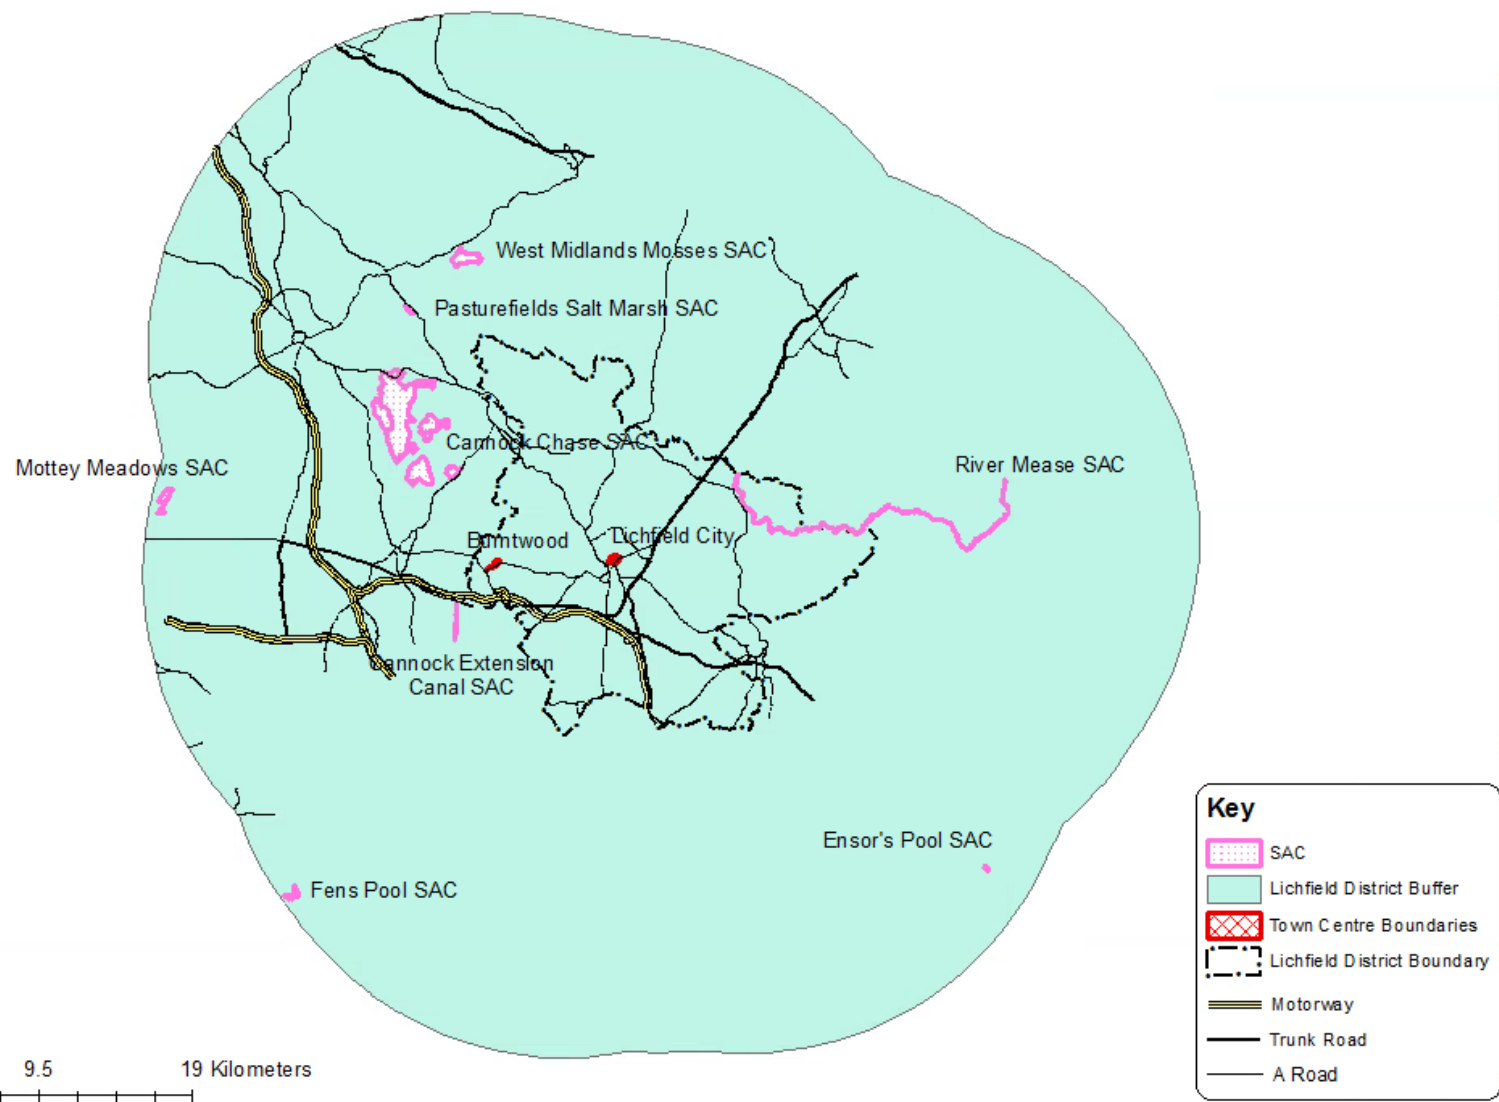 West Midlands Mosses SAC
Pasturefields Salt Marsh SAC
Cannock Chase SAC
Mottey Meadows SAC
River Mease SAC
Burntwood
Lichfield City
Cannock Extension
Canal SAC
Ensor's Pool SAC
Fens Pool SAC
Key
SAC
Lichfield District Buffer
Town Centre Boundaries
Lichfield District Boundary
Motorway
Trunk Road
A Road
9.5 19 Kilometers